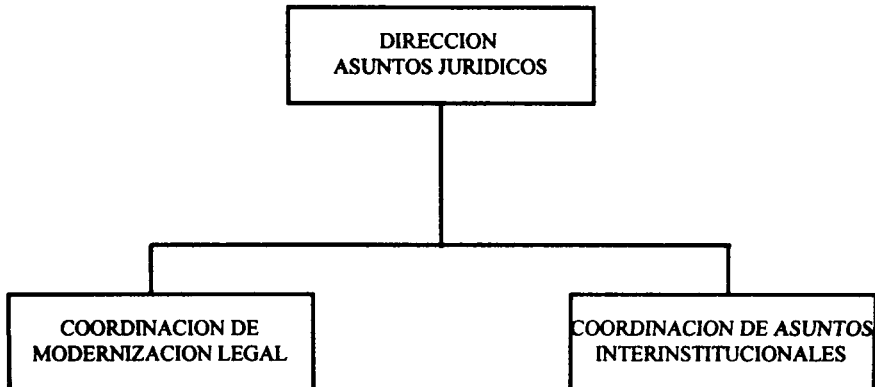 DIRECCION
ASUNTOS JURIDICOS
COORDINACION DE
MODERNIZACION LEGAL
COORDINACION DE ASUNTOS
INTERINSTITUCIONALES